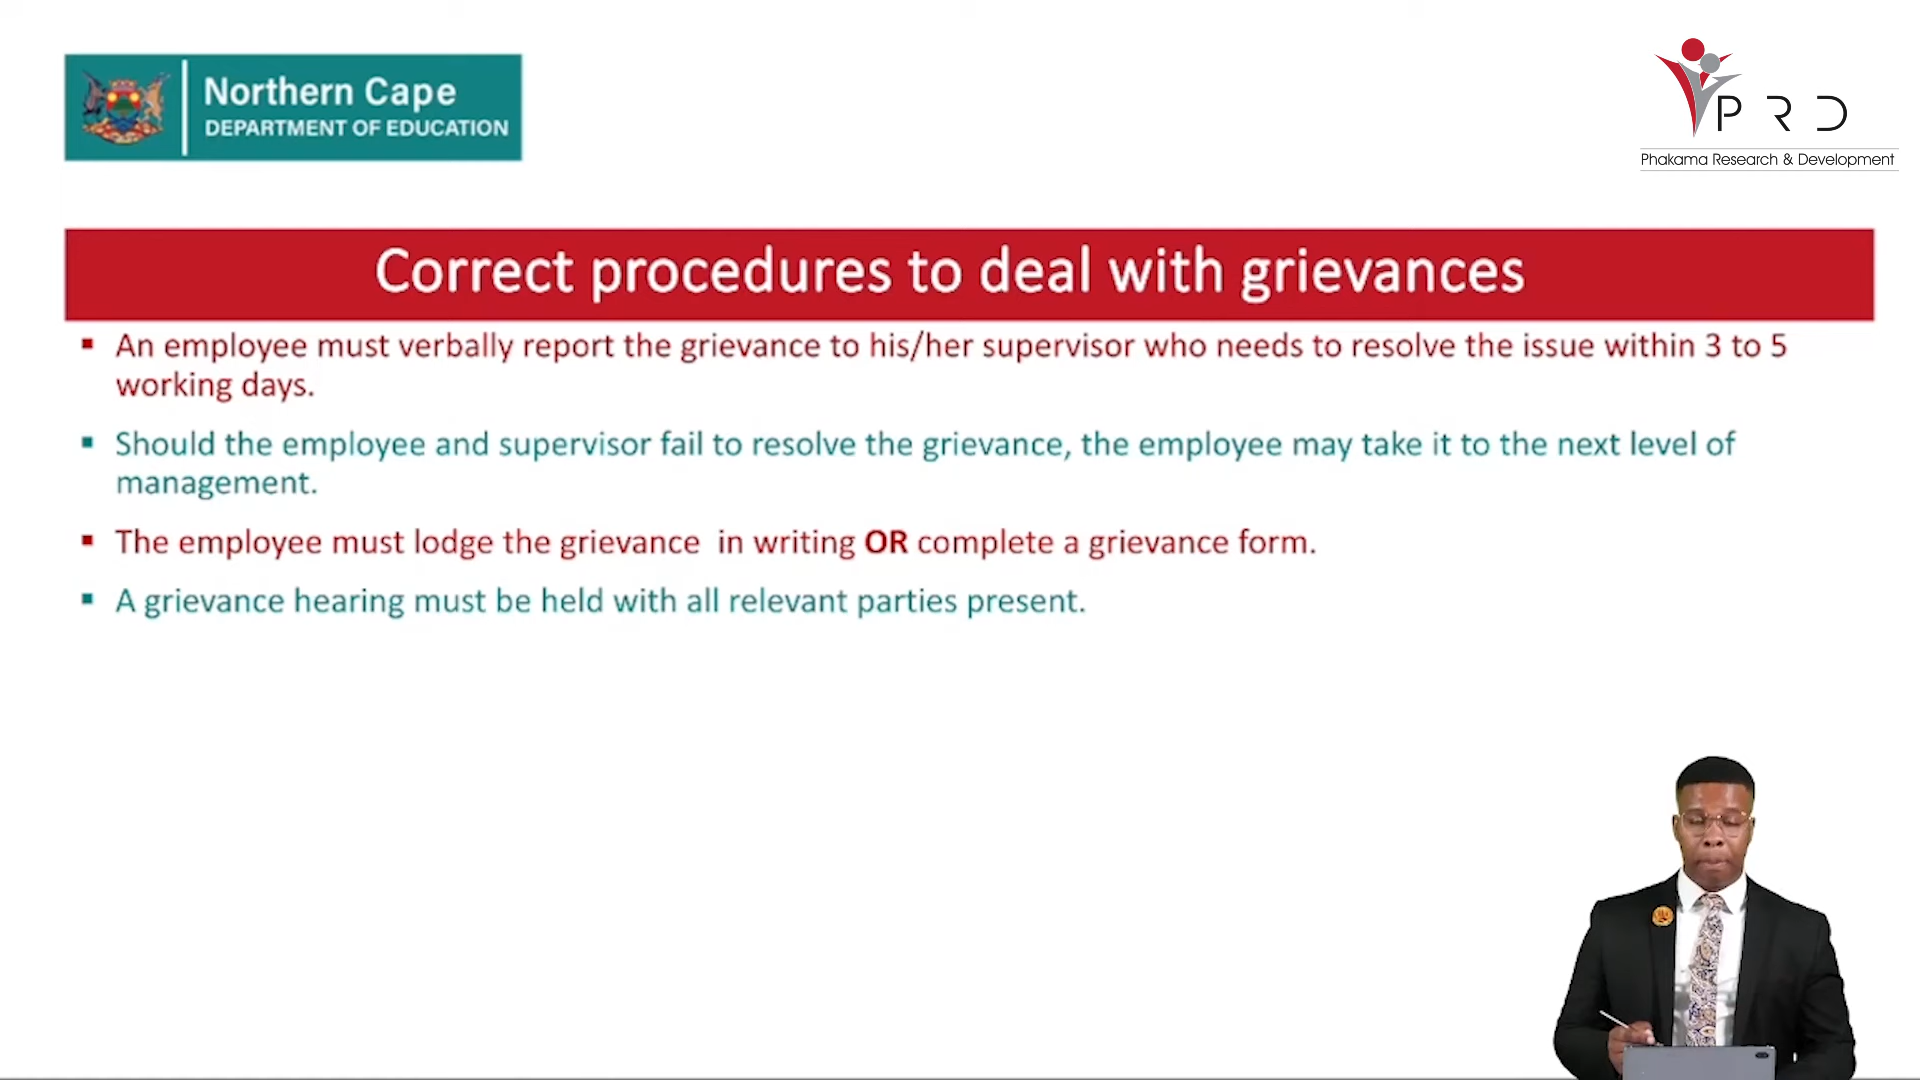 Northern Cape
DEPARTMENT OF EDUCATION
P R D
Phakama Research & Development
Correct procedures to deal with grievances
▪ An employee must verbally report the grievance to his/her supervisor who needs to resolve the issue within 3 to 5
working days.
▪ Should the employee and supervisor fail to resolve the grievance, the employee may take it to the next level of
management.
▪ The employee must lodge the grievance in writing OR complete a grievance form.
▪ A grievance hearing must be held with all relevant parties present.